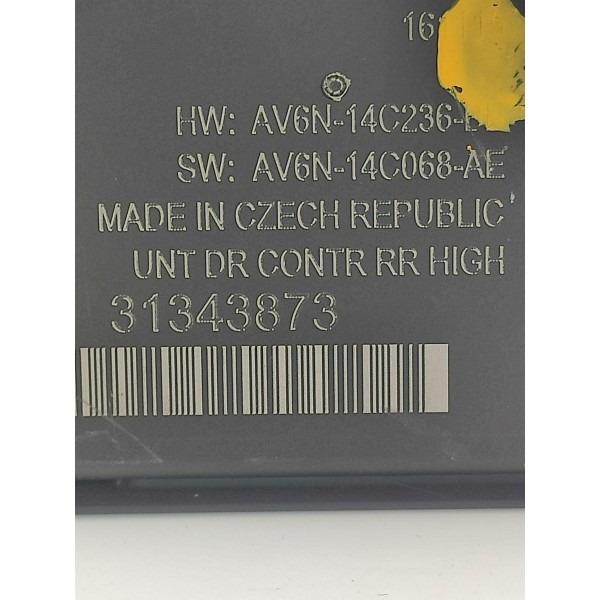 HW: AV6N-14C236-
SW: AV6N-14C068-AE
MADE IN CZECH REPUBLIC
UNT DR CONTR RR HIGH
31343873